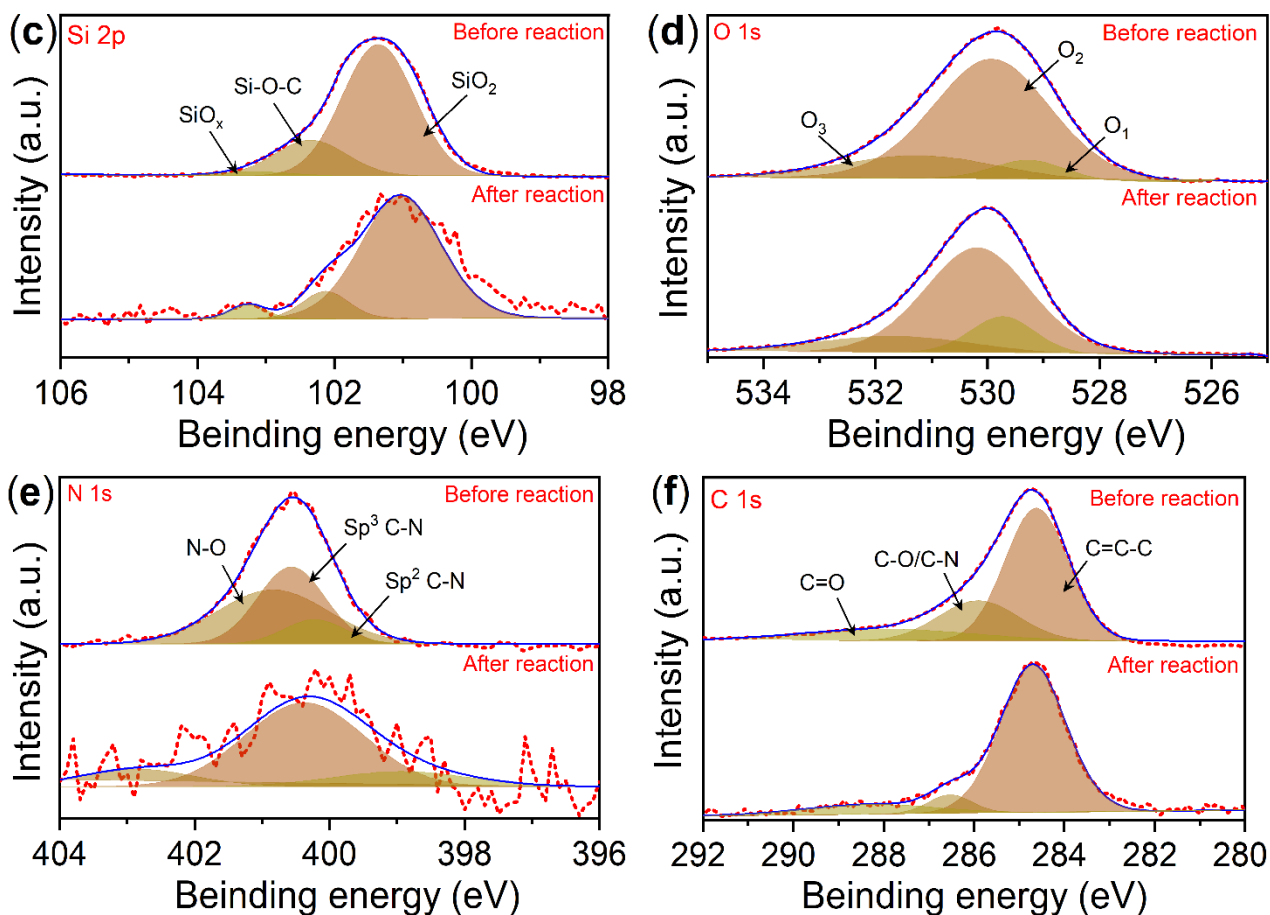 (c) Si 2p
Before reaction
SiOₓ
Si-O-C
SiO₂
After reaction
Intensity (a.u.)
106 104 102 100 98
Beinding energy (eV)
(d) O 1s
Before reaction
O₃
O₂
O₁
After reaction
Intensity (a.u.)
534 532 530 528 526
Beinding energy (eV)
(e) N 1s
Before reaction
N-O
Sp³ C-N
Sp² C-N
After reaction
Intensity (a.u.)
404 402 400 398 396
Beinding energy (eV)
(f) C 1s
Before reaction
C=O
C-O/C-N
C=C-C
After reaction
Intensity (a.u.)
292 290 288 286 284 282 280
Beinding energy (eV)